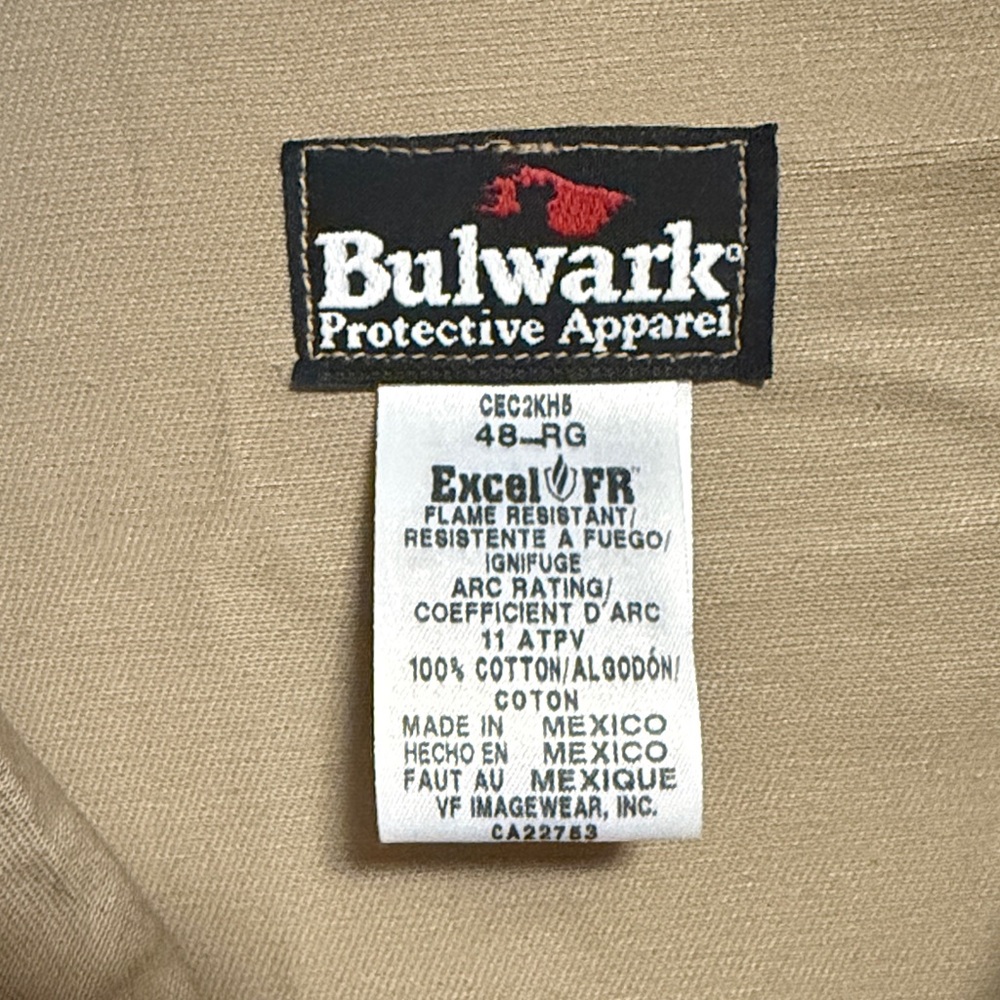 Bulwark®
Protective Apparel
CEC2KH5
48-RG
Excel FR™
FLAME RESISTANT/
RESISTENTE A FUEGO/
IGNIFUGE
ARC RATING/
COEFFICIENT D'ARC
11 ATPV
100% COTTON/ALGODÓN/
COTON
MADE IN MEXICO
HECHO EN MEXICO
FAUT AU MEXIQUE
VF IMAGEWEAR, INC.
CA22753